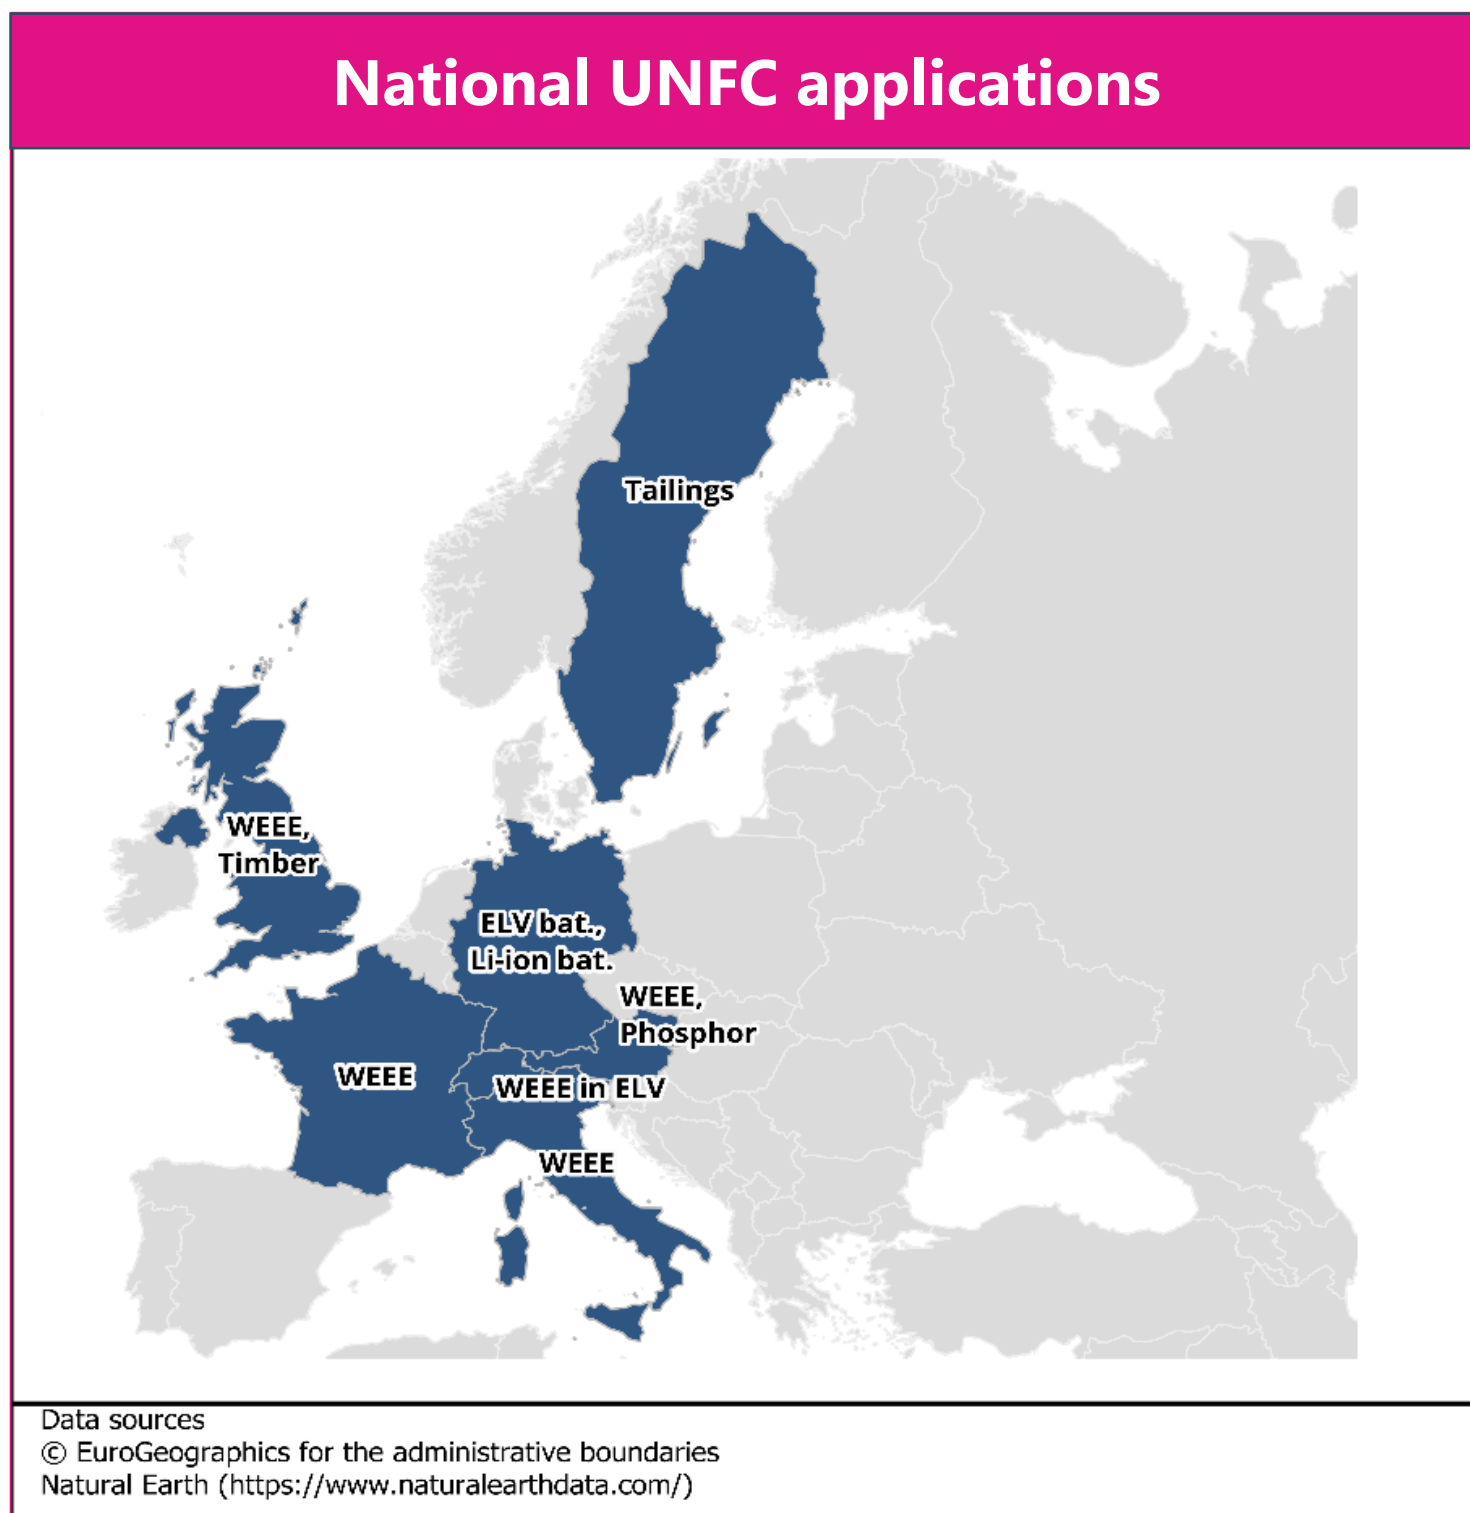 National UNFC applications
Tailings
WEEE,
Timber
ELV bat.,
Li-ion bat.
WEEE,
Phosphor
WEEE
WEEE in ELV
WEEE
Data sources
© EuroGeographics for the administrative boundaries
Natural Earth (https://www.naturalearthdata.com/)